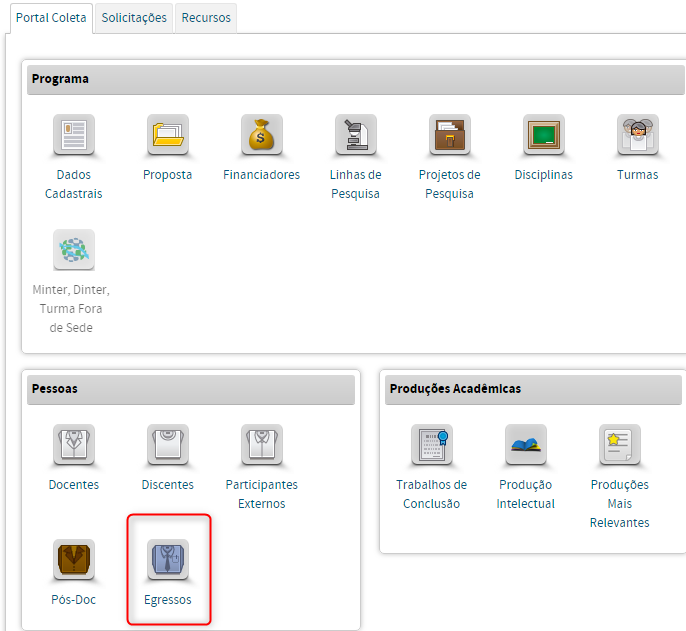 Portal Coleta Solicitações Recursos
Programa
Dados Cadastrais
Proposta
Financiadores
Linhas de Pesquisa
Projetos de Pesquisa
Disciplinas
Turmas
Minter, Dinter,
Turma Fora
de Sede
Pessoas
Docentes
Discentes
Participantes
Externos
Pós-Doc
Egressos
Produções Acadêmicas
Trabalhos de
Conclusão
Produção
Intelectual
Produções
Mais
Relevantes